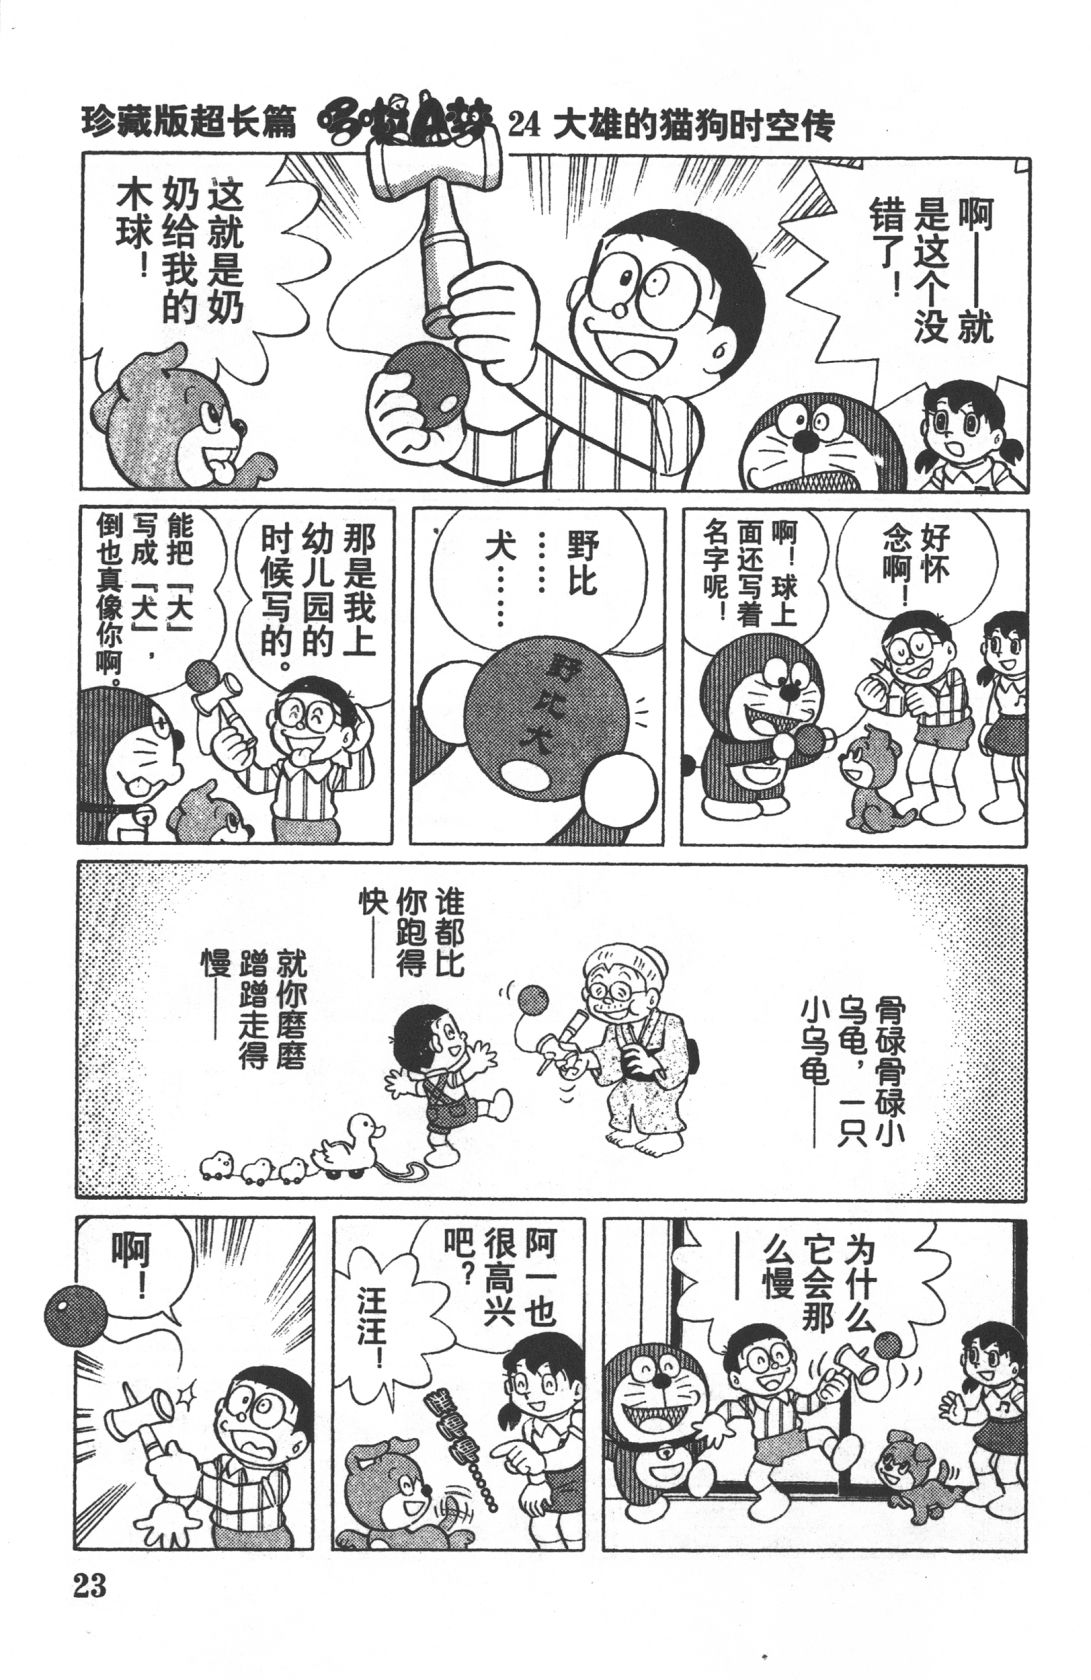 珍藏版超长篇 哆啦A梦 24 大雄的猫狗时空传
啊——就
是这个没
错了！
这就是奶
奶给我的
木球！
好怀
念啊！
啊！球上
面还写着
名字呢！
野比
……
犬……
野
比
犬
那是我上
幼儿园的
时候写的。
能把「大」
写成「犬」，
倒也真像你啊。
骨碌骨碌小
乌龟，一只
小乌龟——
谁都比
你跑得
快——
就你磨磨
蹭蹭走得
慢——
为什么
它会那
么慢
——
阿一也
很高兴
吧？
汪汪！
啊！
23